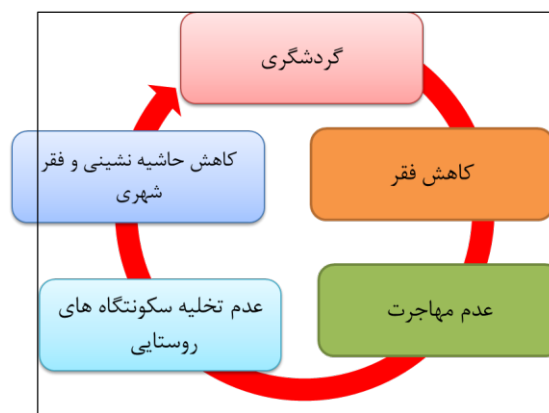 گردشگری
کاهش فقر
عدم مهاجرت
عدم تخلیه سکونتگاه های
روستایی
کاهش حاشیه نشینی و فقر
شهری